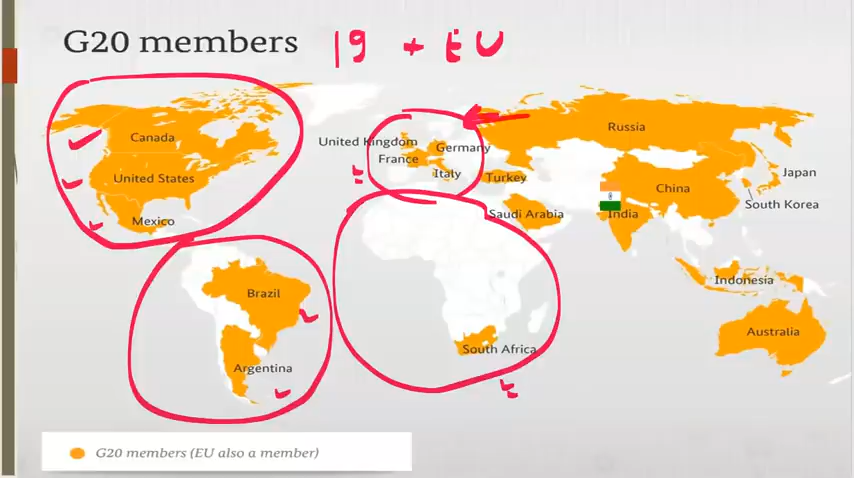 G20 members 19 + EU
Canada
United States
Mexico
Brazil
Argentina
United Kingdom
France
Germany
Italy
Turkey
Saudi Arabia
South Africa
Russia
China
Japan
South Korea
India
Indonesia
Australia
G20 members (EU also a member)